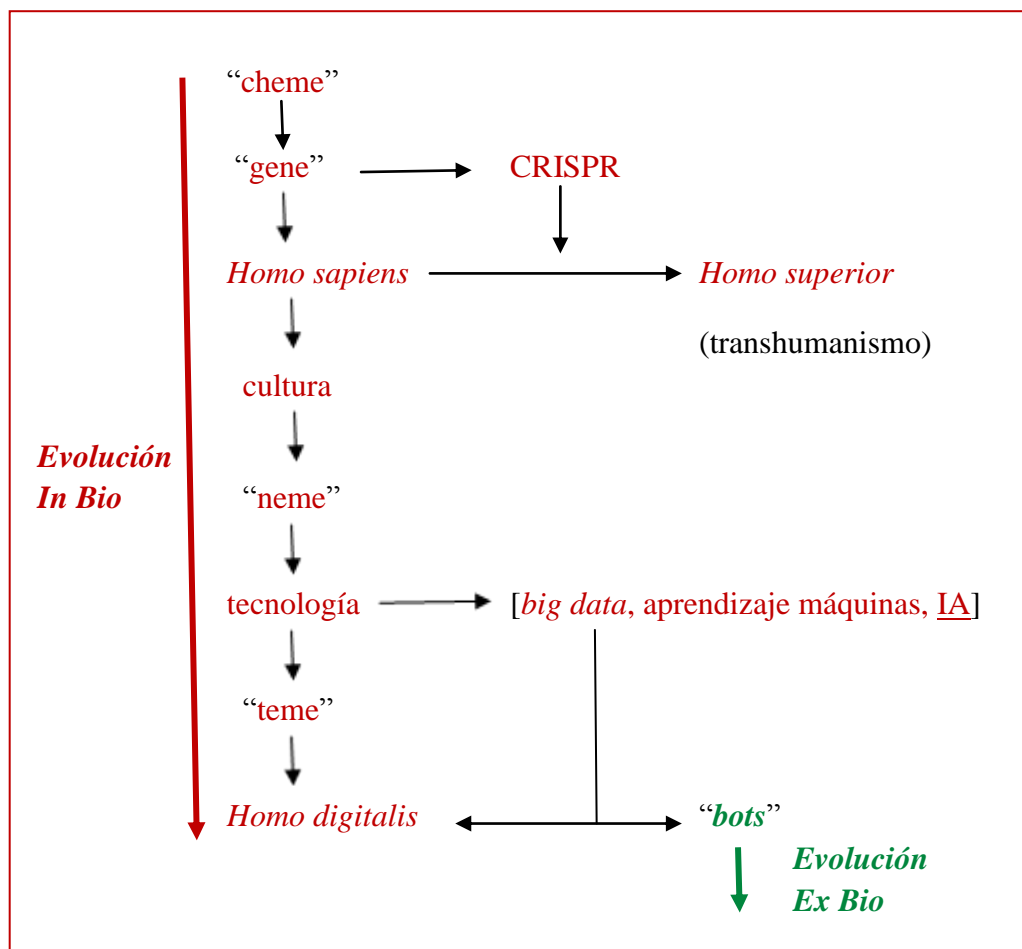 “cheme”
“gene” CRISPR
Homo sapiens Homo superior
(transhumanismo)
cultura
Evolución
In Bio
“neme”
tecnología [big data, aprendizaje máquinas, IA]
“teme”
Homo digitalis “bots”
Evolución
Ex Bio